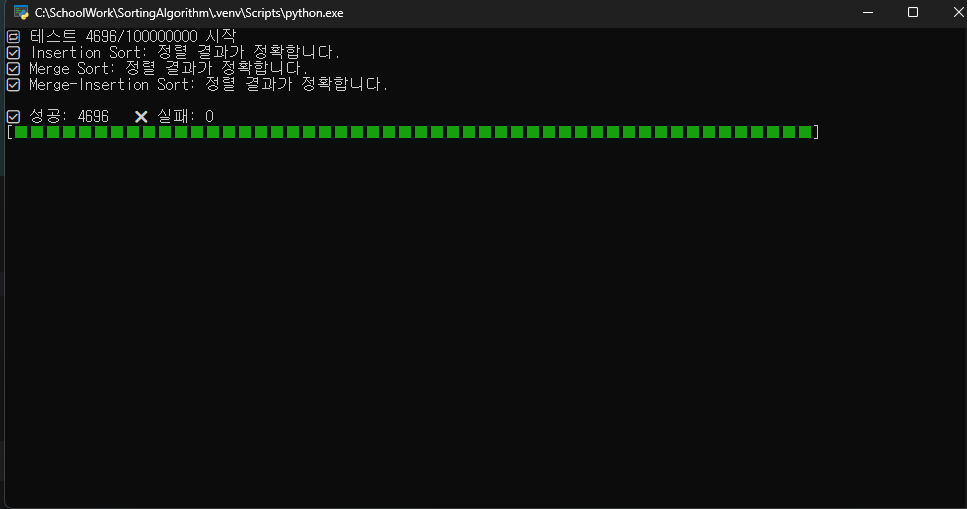 C:\SchoolWork\SortingAlgorithm\.venv\Scripts\python.exe
테스트 4696/100000000 시작
Insertion Sort: 정렬 결과가 정확합니다.
Merge Sort: 정렬 결과가 정확합니다.
Merge-Insertion Sort: 정렬 결과가 정확합니다.
성공: 4696 ❌ 실패: 0
[🟩🟩🟩🟩🟩🟩🟩🟩🟩🟩🟩🟩🟩🟩🟩🟩🟩🟩🟩🟩🟩🟩🟩🟩🟩🟩🟩🟩🟩🟩🟩🟩🟩🟩🟩🟩🟩🟩🟩🟩🟩🟩🟩🟩🟩🟩🟩🟩🟩🟩]